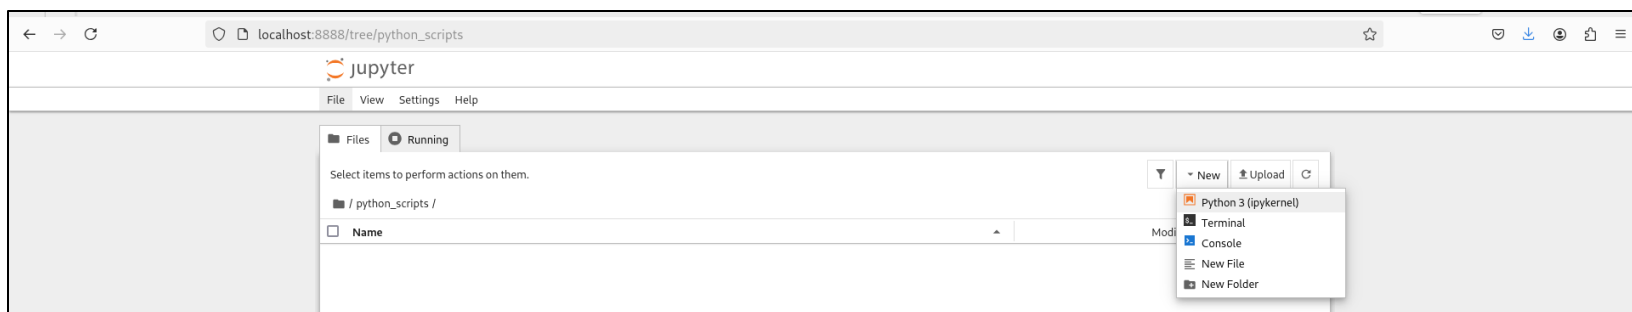 localhost:8888/tree/python_scripts
jupyter
File View Settings Help
Files Running
Select items to perform actions on them.
New Upload
/ python_scripts /
Python 3 (ipykernel)
Terminal
Name Modi
Console
New File
New Folder